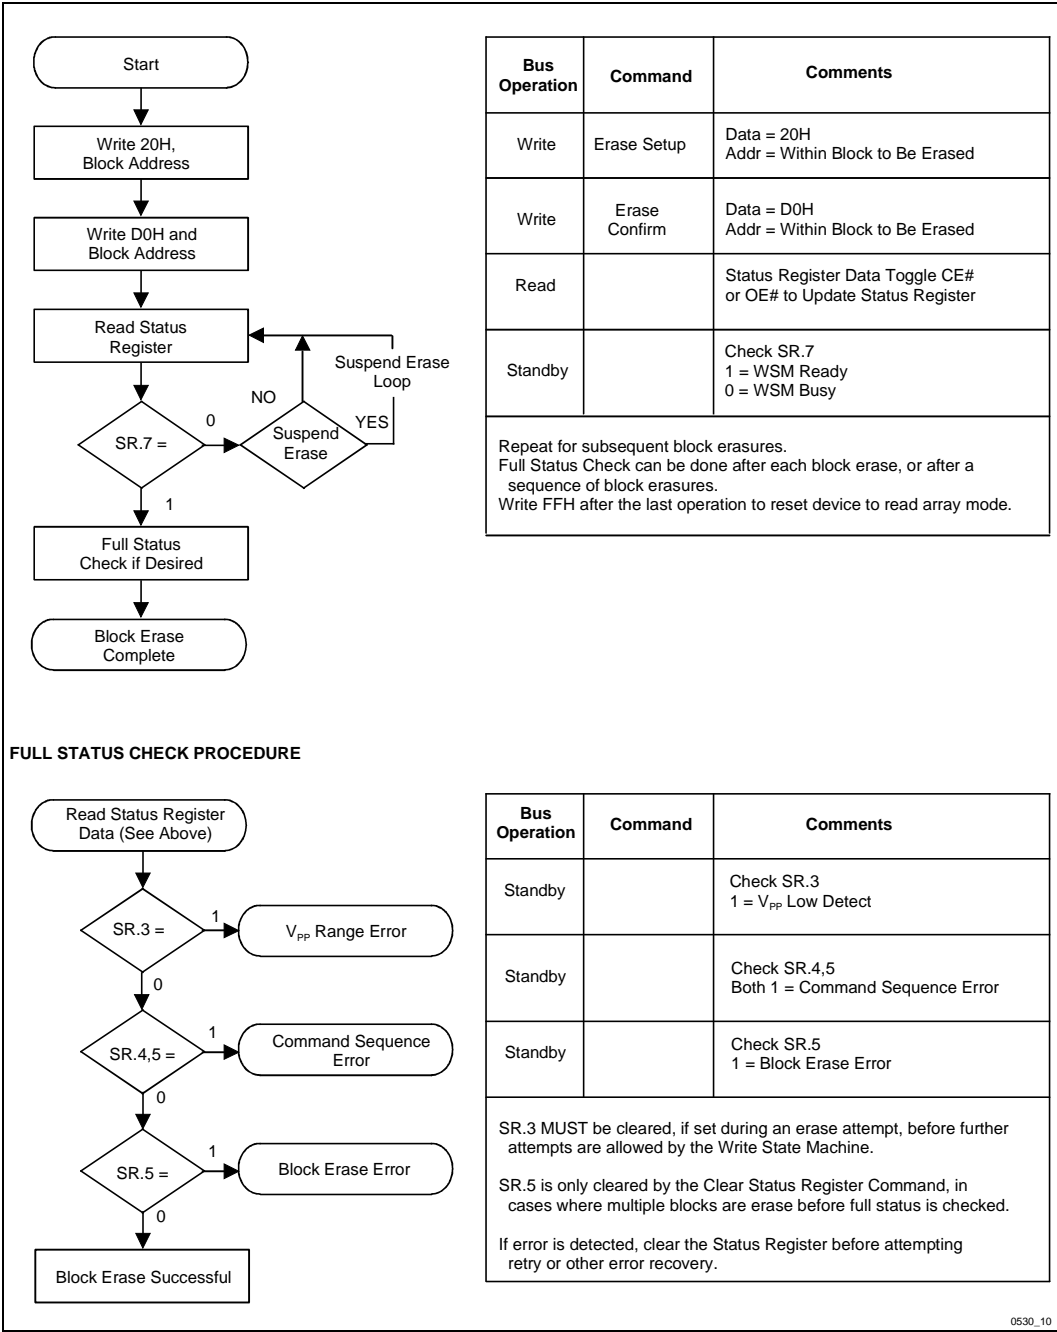 Start
Write 20H,
Block Address
Write D0H and
Block Address
Read Status
Register
Suspend Erase
Loop
NO
YES
0
SR.7 =
Suspend
Erase
1
Full Status
Check if Desired
Block Erase
Complete
Bus
Operation
Command
Comments
Write
Erase Setup
Data = 20H
Addr = Within Block to Be Erased
Write
Erase
Confirm
Data = D0H
Addr = Within Block to Be Erased
Read
Status Register Data Toggle CE#
or OE# to Update Status Register
Standby
Check SR.7
1 = WSM Ready
0 = WSM Busy
Repeat for subsequent block erasures.
Full Status Check can be done after each block erase, or after a
sequence of block erasures.
Write FFH after the last operation to reset device to read array mode.
FULL STATUS CHECK PROCEDURE
Read Status Register
Data (See Above)
SR.3 =
1
VPP Range Error
0
SR.4,5 =
1
Command Sequence
Error
0
SR.5 =
1
Block Erase Error
0
Block Erase Successful
Bus
Operation
Command
Comments
Standby
Check SR.3
1 = VPP Low Detect
Standby
Check SR.4,5
Both 1 = Command Sequence Error
Standby
Check SR.5
1 = Block Erase Error
SR.3 MUST be cleared, if set during an erase attempt, before further
attempts are allowed by the Write State Machine.
SR.5 is only cleared by the Clear Status Register Command, in
cases where multiple blocks are erase before full status is checked.
If error is detected, clear the Status Register before attempting
retry or other error recovery.
0530_10